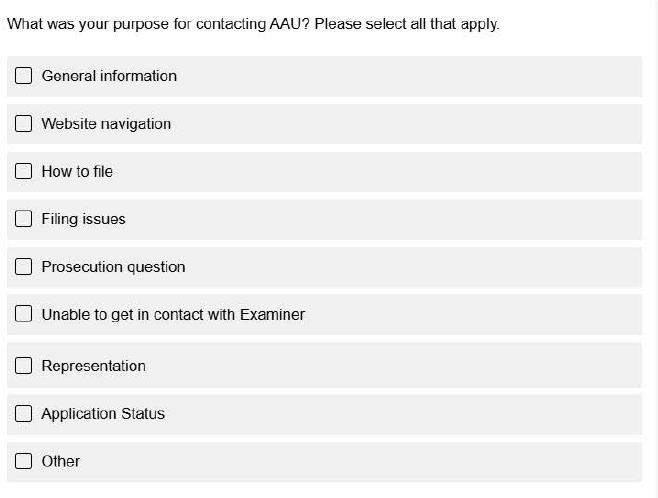 What was your purpose for contacting AAU? Please select all that apply.
General information
Website navigation
How to file
Filing issues
Prosecution question
Unable to get in contact with Examiner
Representation
Application Status
Other